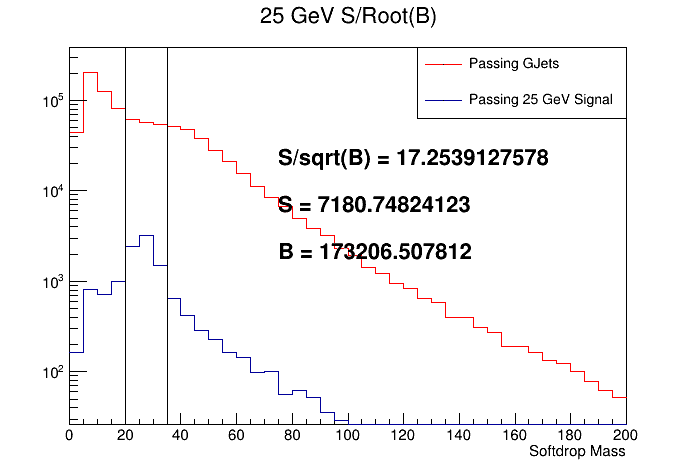 25 GeV S/Root(B)
Passing GJets
Passing 25 GeV Signal
S/sqrt(B) = 17.2539127578
S = 7180.74824123
B = 173206.507812
10^5
10^4
10^3
10^2
0 20 40 60 80 100 120 140 160 180 200
Softdrop Mass